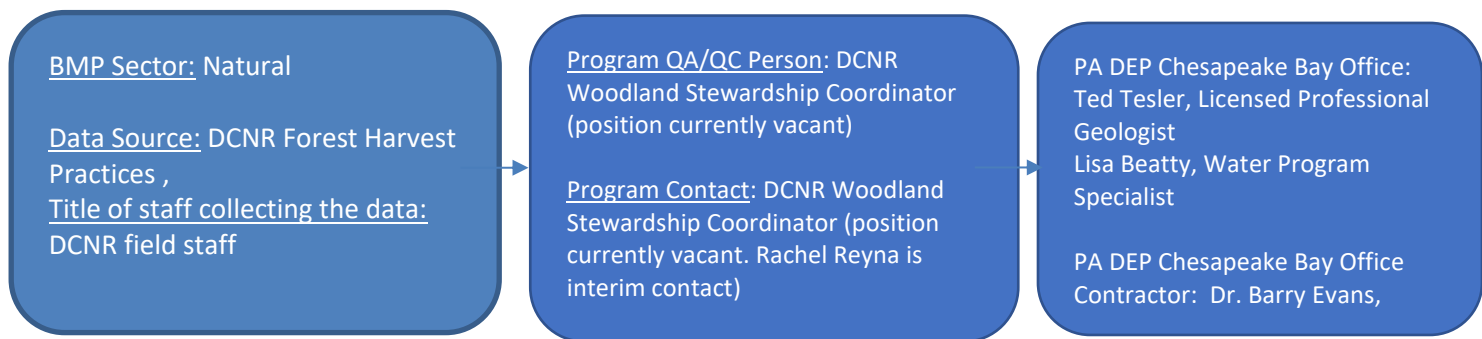 BMP Sector: Natural
Data Source: DCNR Forest Harvest
Practices ,
Title of staff collecting the data:
DCNR field staff
Program QA/QC Person: DCNR
Woodland Stewardship Coordinator
(position currently vacant)
Program Contact: DCNR Woodland
Stewardship Coordinator (position
currently vacant. Rachel Reyna is
interim contact)
PA DEP Chesapeake Bay Office:
Ted Tesler, Licensed Professional
Geologist
Lisa Beatty, Water Program
Specialist
PA DEP Chesapeake Bay Office
Contractor:  Dr. Barry Evans,